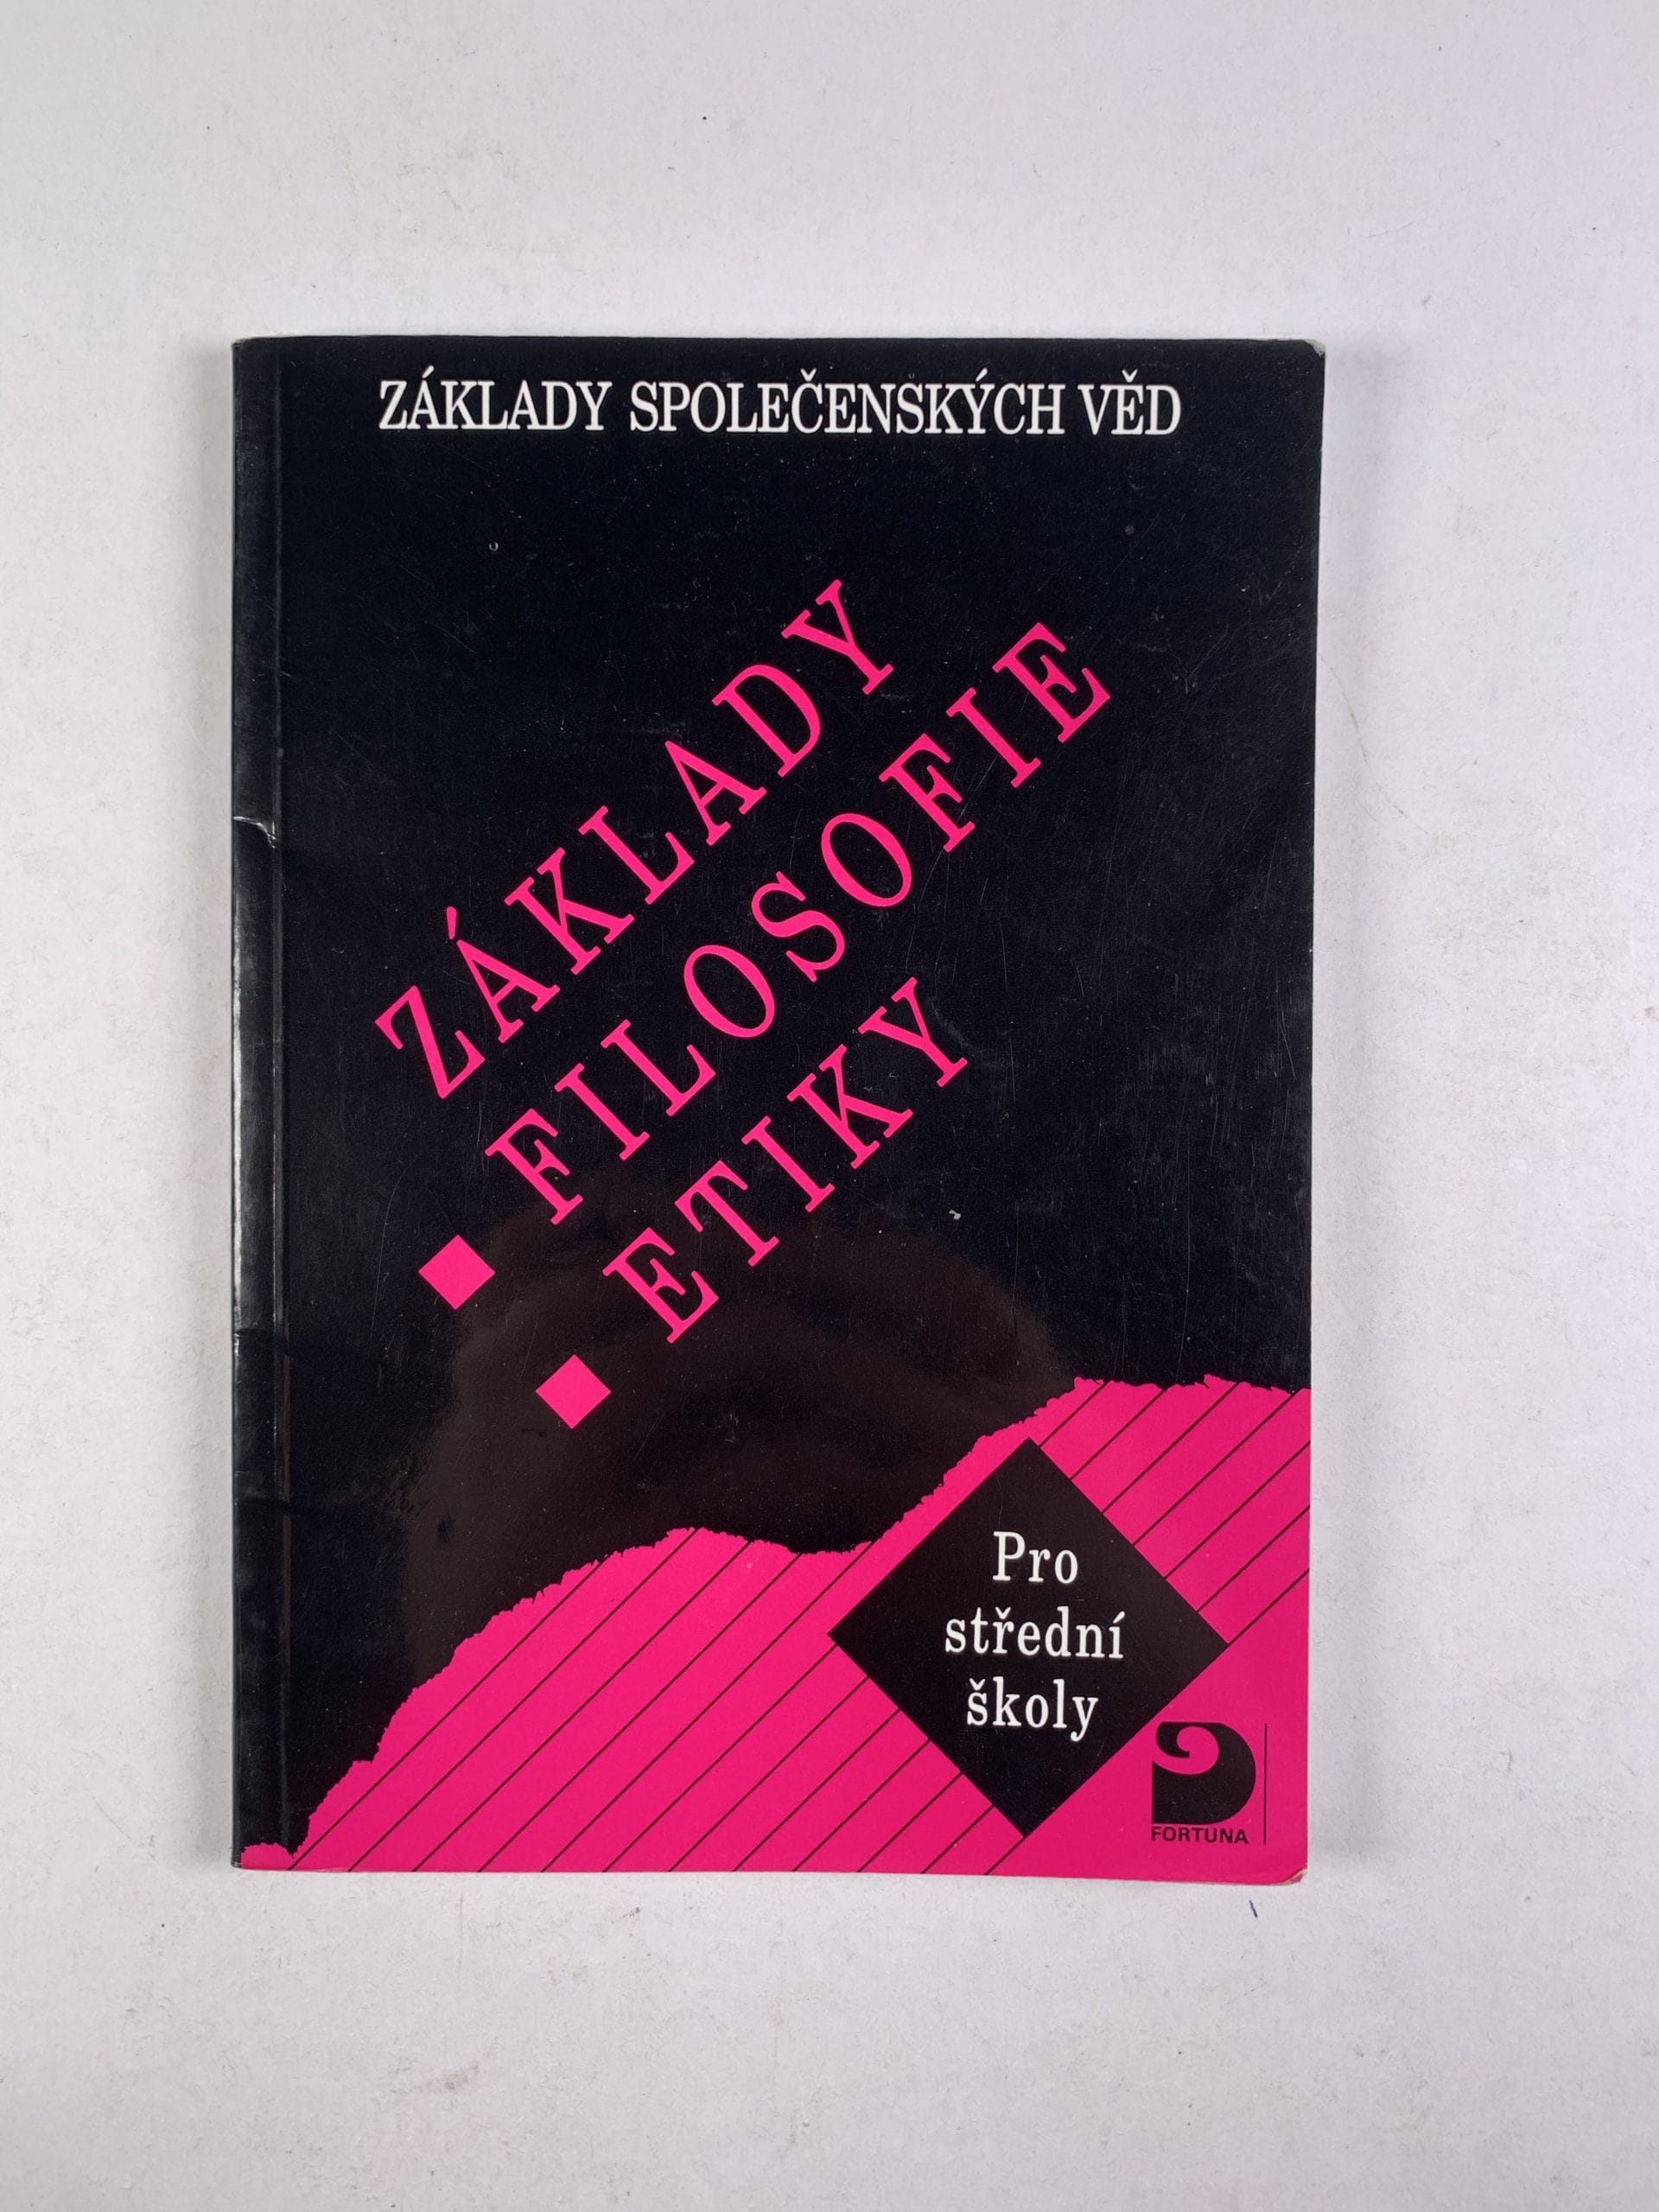 ZÁKLADY SPOLEČENSKÝCH VĚD
ZÁKLADY
FILOSOFIE
ETIKY
Pro
střední
školy
FORTUNA